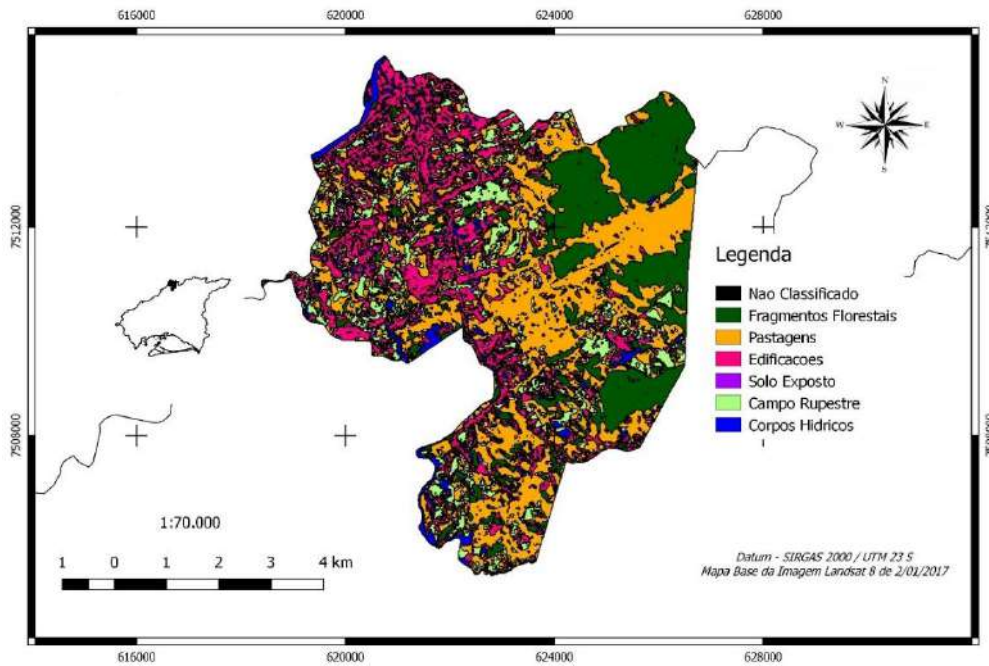 616000 620000 624000 628000
N
W E
S
7512000 7512000
Legenda
Nao Classificado
Fragmentos Florestais
Pastagens
Edificacoes
Solo Exposto
Campo Rupestre
Corpos Hidricos
7508000 7508000
1:70.000
1 0 1 2 3 4 km
Datum - SIRGAS 2000 / UTM 23 S
Mapa Base da Imagem Landsat 8 de 2/01/2017
616000 620000 624000 628000